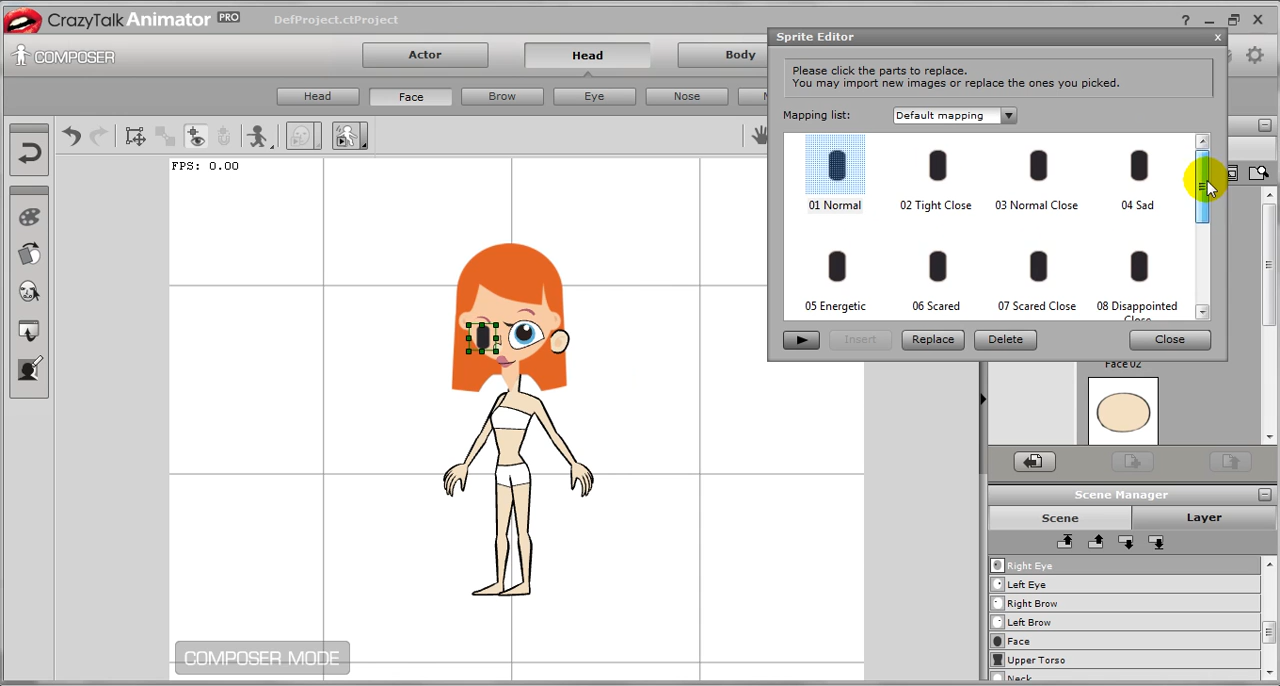 CrazyTalk Animator PRO
DefProject.ctProject
COMPOSER
Actor
Head
Body
Head
Face
Brow
Eye
Nose
FPS: 0.00
Sprite Editor
Please click the parts to replace.
You may import new images or replace the ones you picked.
Mapping list:
Default mapping
01 Normal
02 Tight Close
03 Normal Close
04 Sad
05 Energetic
06 Scared
07 Scared Close
08 Disappointed
Insert
Replace
Delete
Close
Face 02
Scene Manager
Scene
Layer
Right Eye
Left Eye
Right Brow
Left Brow
Face
Upper Torso
Neck
COMPOSER MODE